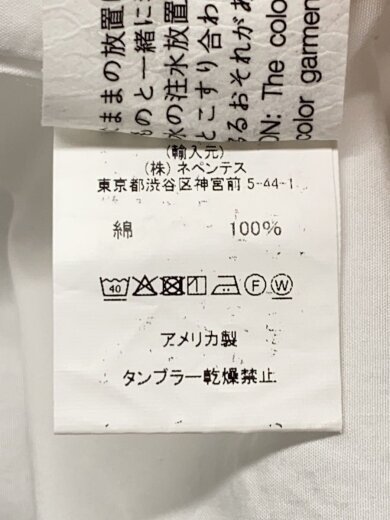 ままの放置
のと一緒に
水の注水放置
とこすり合わ
るおそれがあ
ON: The colo
color garmen
(輸入元)
(株) ネペンテス
東京都渋谷区神宮前 5-44-1
綿 100%
40 F W
アメリカ製
タンブラー乾燥禁止